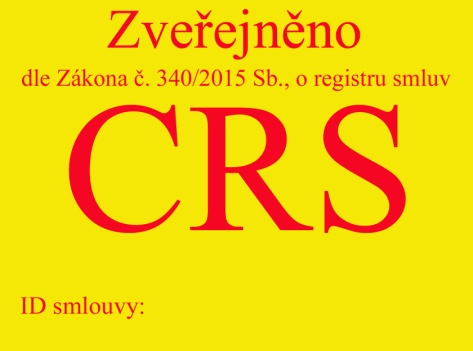 Zveřejněno
dle Zákona č. 340/2015 Sb., o registru smluv
CRS
ID smlouvy: